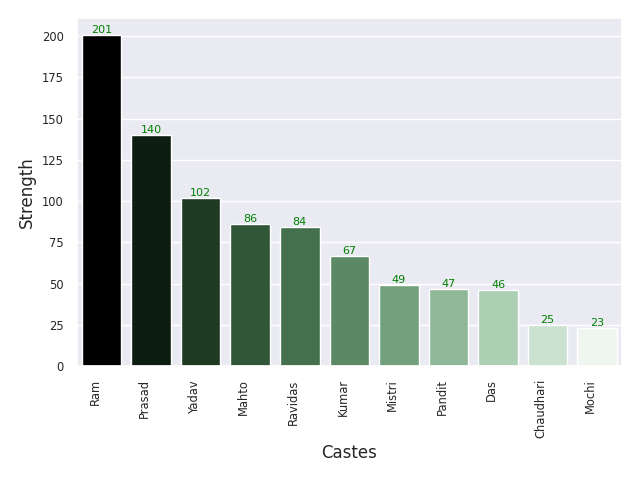 201
200
175
150
140
125
102
100
86
84
75
67
50
49
47
46
25
25
23
0
Strength
Ram
Prasad
Yadav
Mahto
Ravidas
Kumar
Mistri
Pandit
Das
Chaudhari
Mochi
Castes